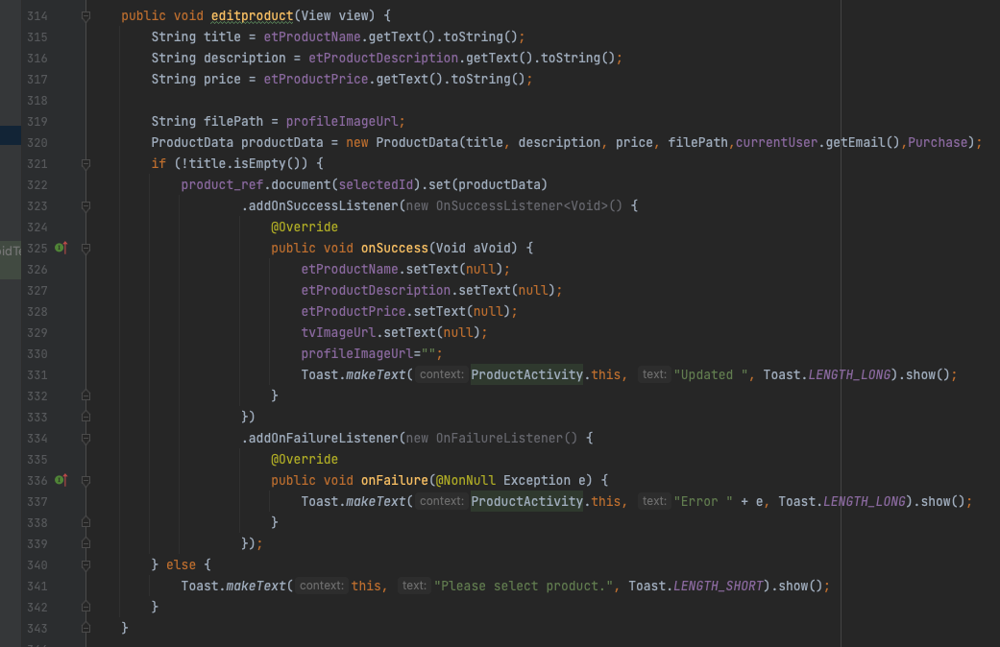 314 public void editproduct(View view) {
315 String title = etProductName.getText().toString();
316 String description = etProductDescription.getText().toString();
317 String price = etProductPrice.getText().toString();
318
319 String filePath = profileImageUrl;
320 ProductData productData = new ProductData(title, description, price, filePath,currentUser.getEmail(),Purchase);
321 if (!title.isEmpty()) {
322 product_ref.document(selectedId).set(productData)
323 .addOnSuccessListener(new OnSuccessListener<Void>() {
324 @Override
325 public void onSuccess(Void aVoid) {
326 etProductName.setText(null);
327 etProductDescription.setText(null);
328 etProductPrice.setText(null);
329 tvImageUrl.setText(null);
330 profileImageUrl="";
331 Toast.makeText( context: ProductActivity.this, text: "Updated ", Toast.LENGTH_LONG).show();
332 }
333 })
334 .addOnFailureListener(new OnFailureListener() {
335 @Override
336 public void onFailure(@NonNull Exception e) {
337 Toast.makeText( context: ProductActivity.this, text: "Error " + e, Toast.LENGTH_LONG).show();
338 }
339 });
340 } else {
341 Toast.makeText( context: this, text: "Please select product.", Toast.LENGTH_SHORT).show();
342 }
343 }